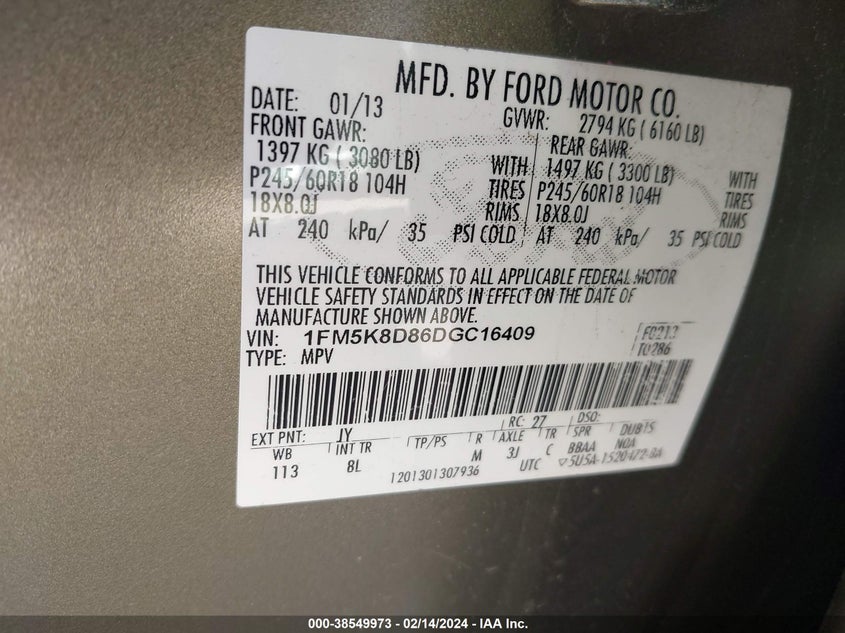 MFD. BY FORD MOTOR CO.
DATE: 01/13 GVWR: 2794 KG ( 6160 LB)
FRONT GAWR: REAR GAWR:
1397 KG ( 3080 LB) WITH 1497 KG ( 3300 LB) WITH
P245/60R18 104H TIRES P245/60R18 104H TIRES
18X8.0J RIMS 18X8.0J RIMS
AT 240 kPa/ 35 PSI COLD AT 240 kPa/ 35 PSI COLD
THIS VEHICLE CONFORMS TO ALL APPLICABLE FEDERAL MOTOR
VEHICLE SAFETY STANDARDS IN EFFECT ON THE DATE OF
MANUFACTURE SHOWN ABOVE.
VIN: 1FM5K8D86DGC16409 F0213
TYPE: MPV T0286
EXT PNT: JY RC: 27 DSO:
WB INT TR TP/PS R AXLE TR SPR
113 8L M 3J C BBAA NOA
1201301307936 UTC
000-38549973 - 02/14/2024 - IAA Inc.